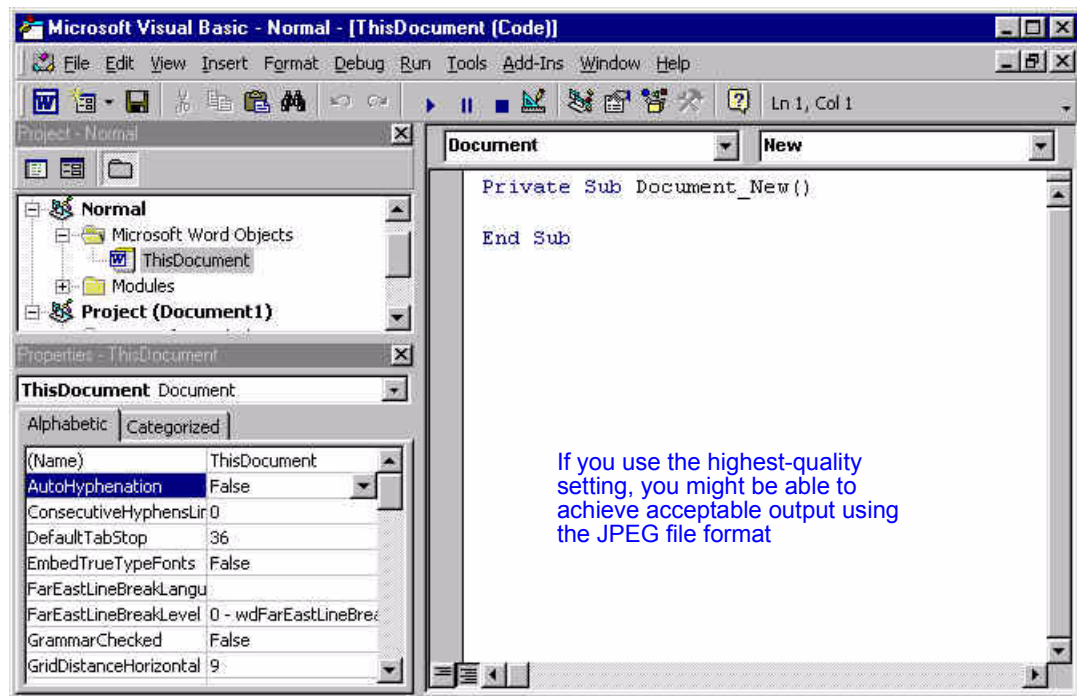 Microsoft Visual Basic - Normal - [ThisDocument (Code)]
File Edit View Insert Format Debug Run Tools Add-Ins Window Help
Ln 1, Col 1
Project - Normal
Document
New
Normal
Microsoft Word Objects
ThisDocument
Modules
Project (Document1)
Properties - ThisDocument
ThisDocument Document
Alphabetic Categorized
(Name) ThisDocument
AutoHyphenation False
ConsecutiveHyphensLir 0
DefaultTabStop 36
EmbedTrueTypeFonts False
FarEastLineBreakLangu
FarEastLineBreakLevel 0 - wdFarEastLineBrea
GrammarChecked False
GridDistanceHorizontal 9
Private Sub Document_New()
End Sub
If you use the highest-quality
setting, you might be able to
achieve acceptable output using
the JPEG file format